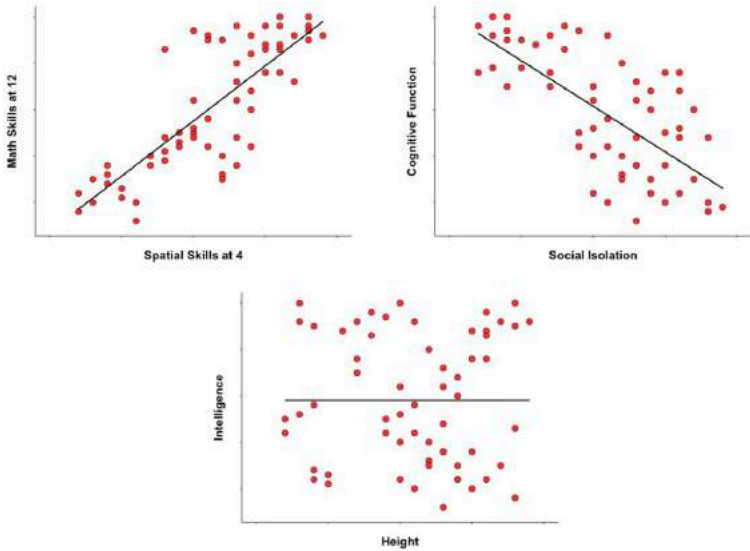 Math Skills at 12
Spatial Skills at 4
Cognitive Function
Social Isolation
Intelligence
Height